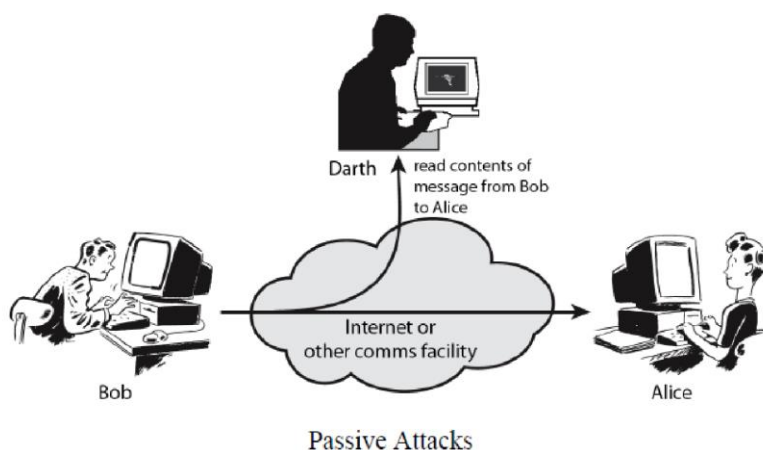 Darth
read contents of
message from Bob
to Alice
Internet or
other comms facility
Bob
Alice
Passive Attacks